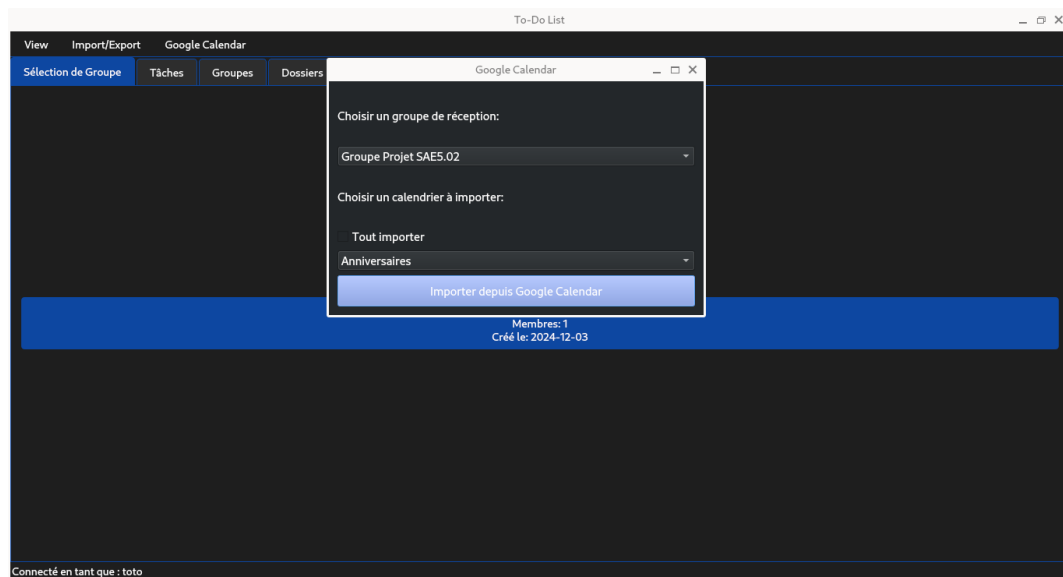 To-Do List
View Import/Export Google Calendar
Sélection de Groupe Tâches Groupes Dossiers
Google Calendar
Choisir un groupe de réception:
Groupe Projet SAE5.02
Choisir un calendrier à importer:
Tout importer
Anniversaires
Importer depuis Google Calendar
Membres: 1
Créé le: 2024-12-03
Connecté en tant que : toto